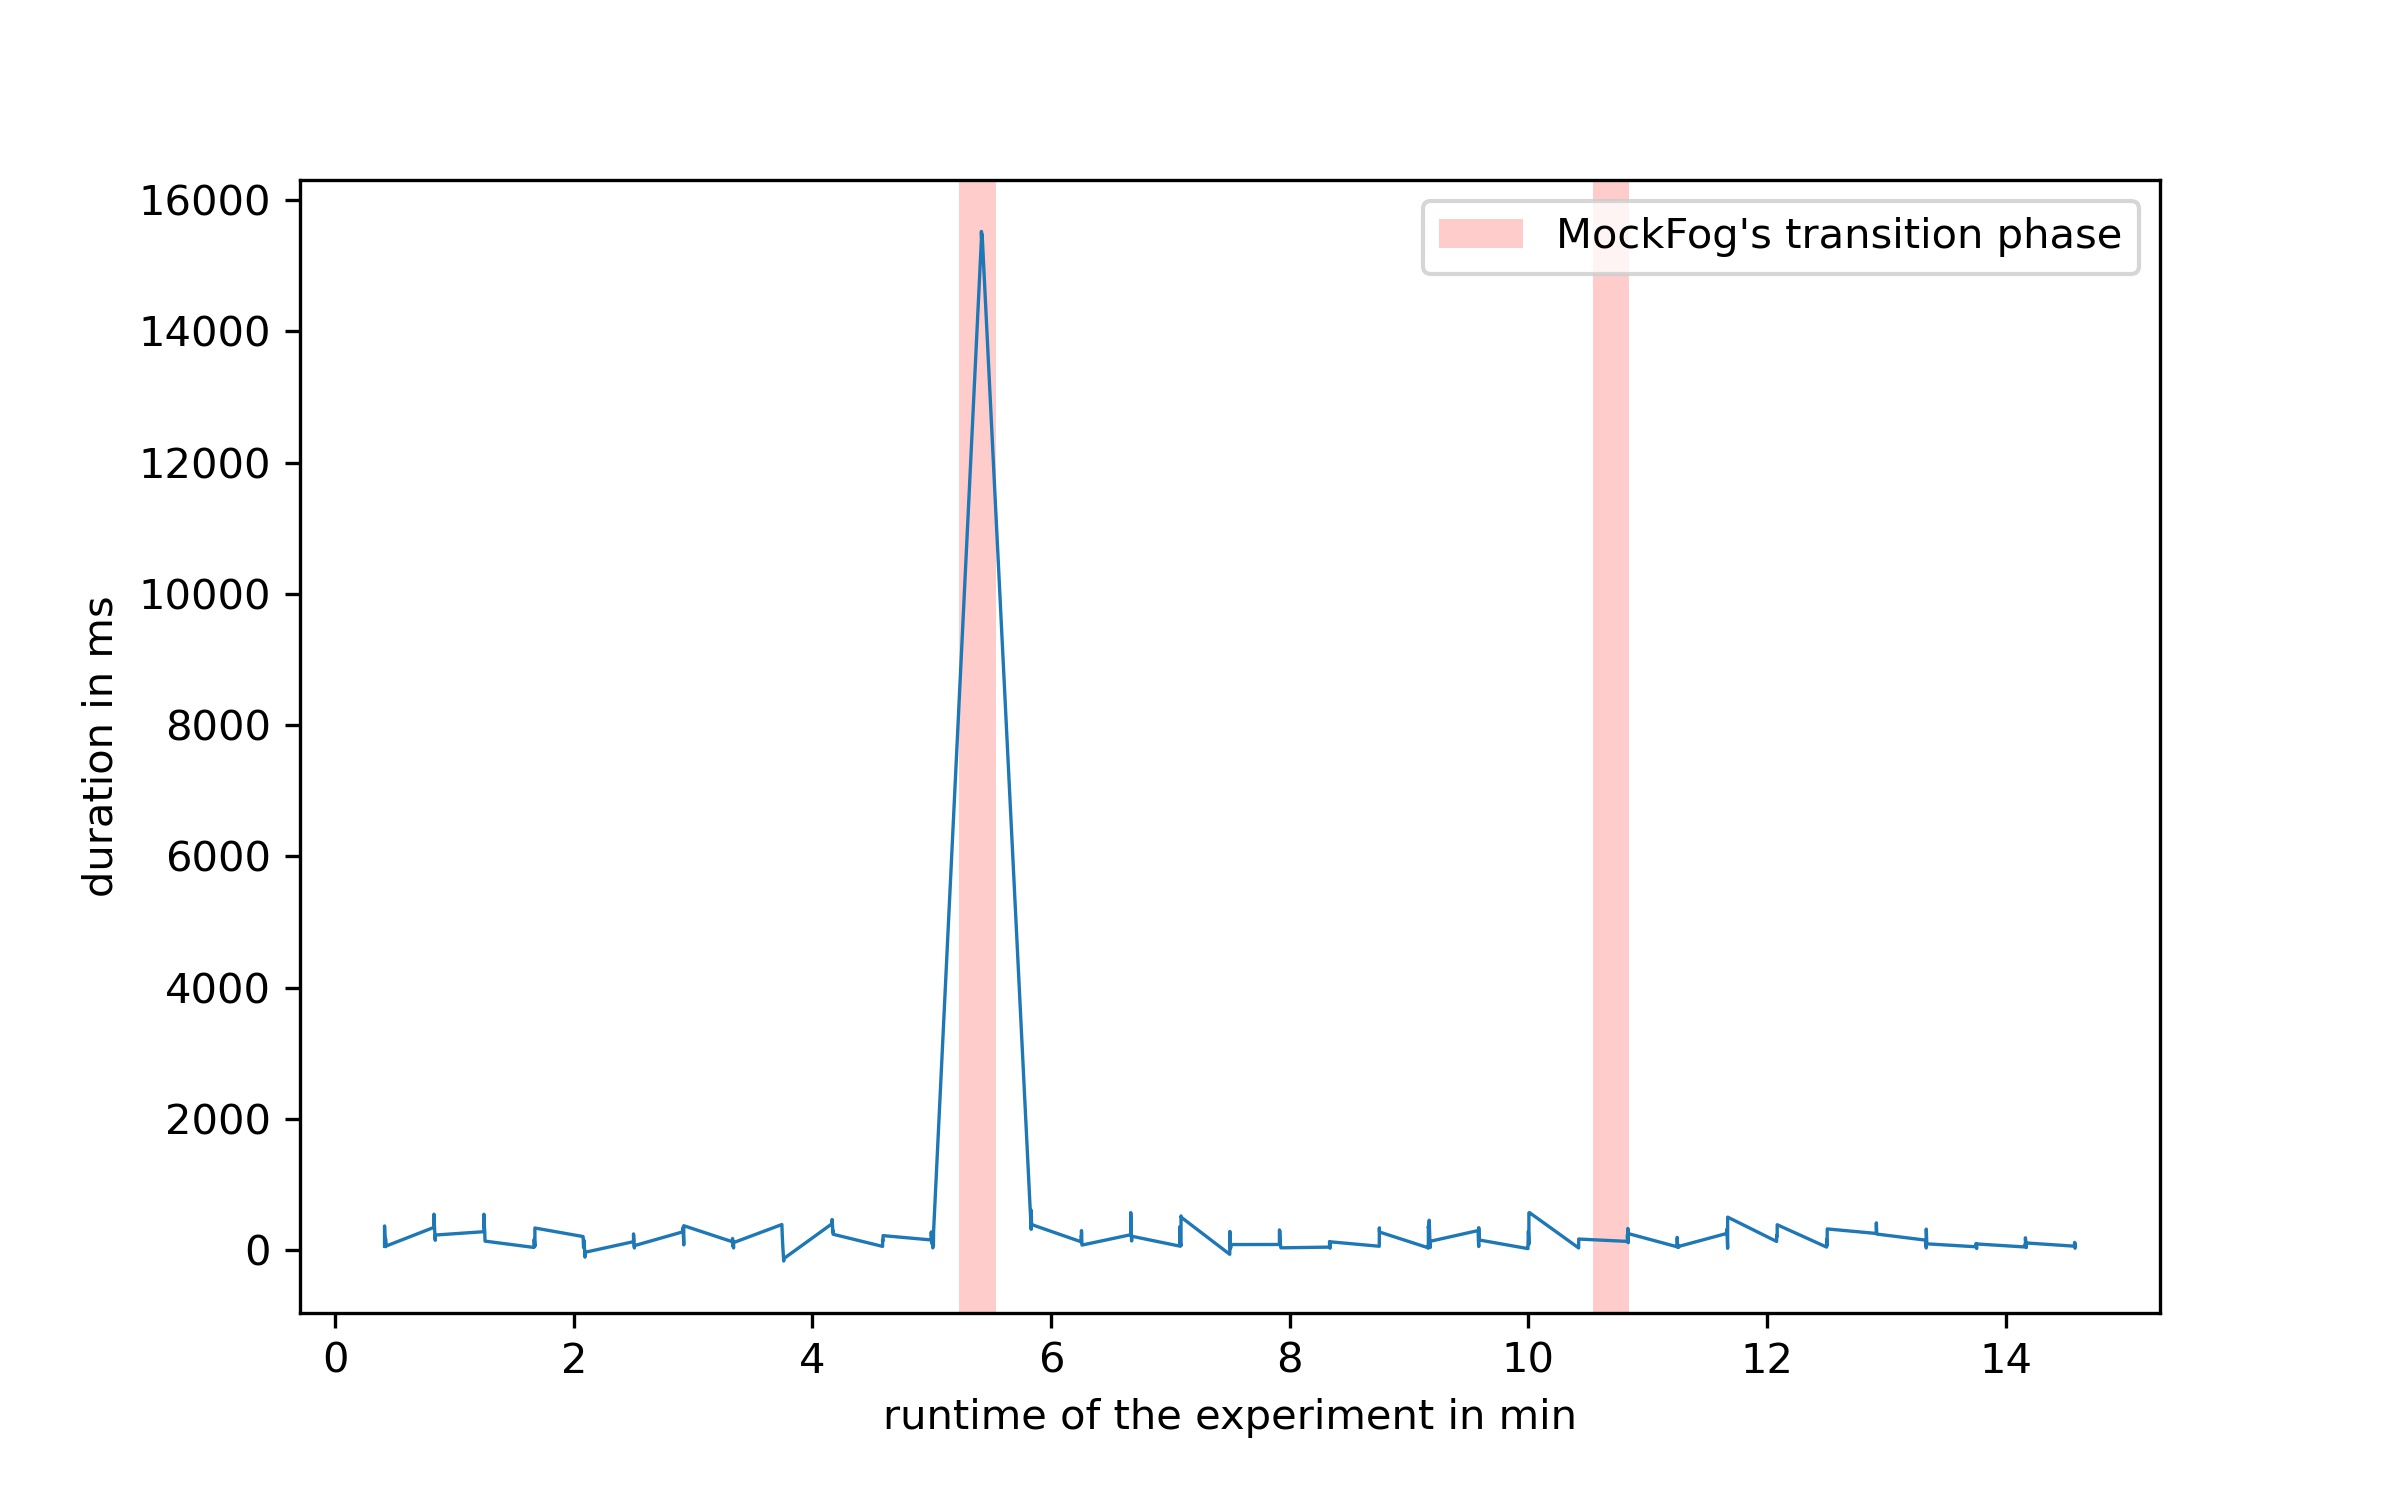 MockFog's transition phase
16000
14000
12000
10000
8000
6000
4000
2000
0
duration in ms
0 2 4 6 8 10 12 14
runtime of the experiment in min